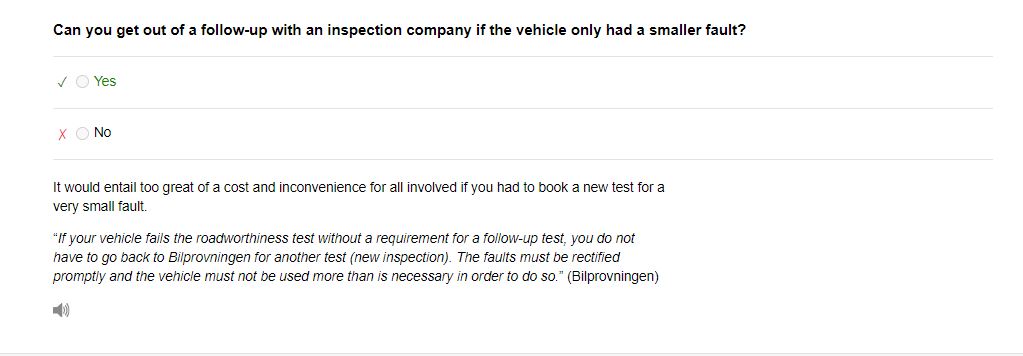 Can you get out of a follow-up with an inspection company if the vehicle only had a smaller fault?
✓ Yes
X No
It would entail too great of a cost and inconvenience for all involved if you had to book a new test for a
very small fault.
“If your vehicle fails the roadworthiness test without a requirement for a follow-up test, you do not
have to go back to Bilprovningen for another test (new inspection). The faults must be rectified
promptly and the vehicle must not be used more than is necessary in order to do so.” (Bilprovningen)